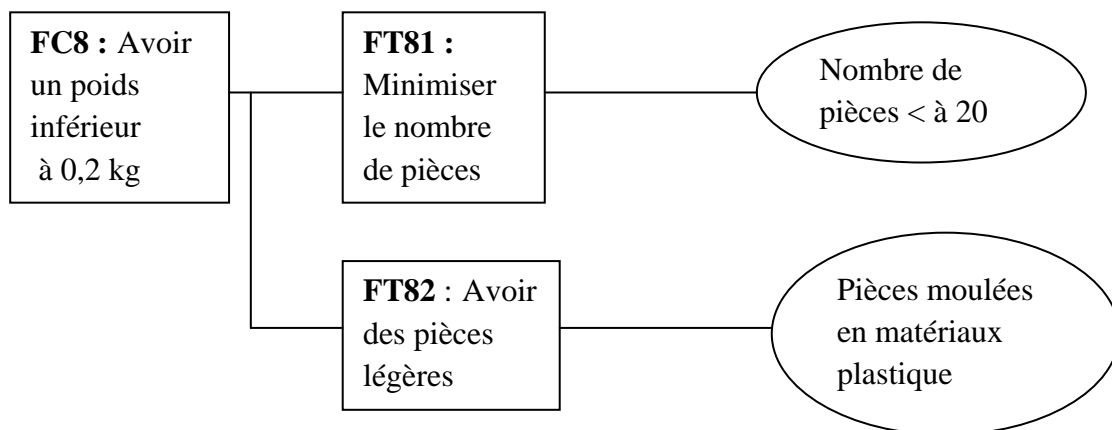 FC8 : Avoir
un poids
inférieur
à 0,2 kg
FT81 :
Minimiser
le nombre
de pièces
Nombre de
pièces < à 20
FT82 : Avoir
des pièces
légères
Pièces moulées
en matériaux
plastique